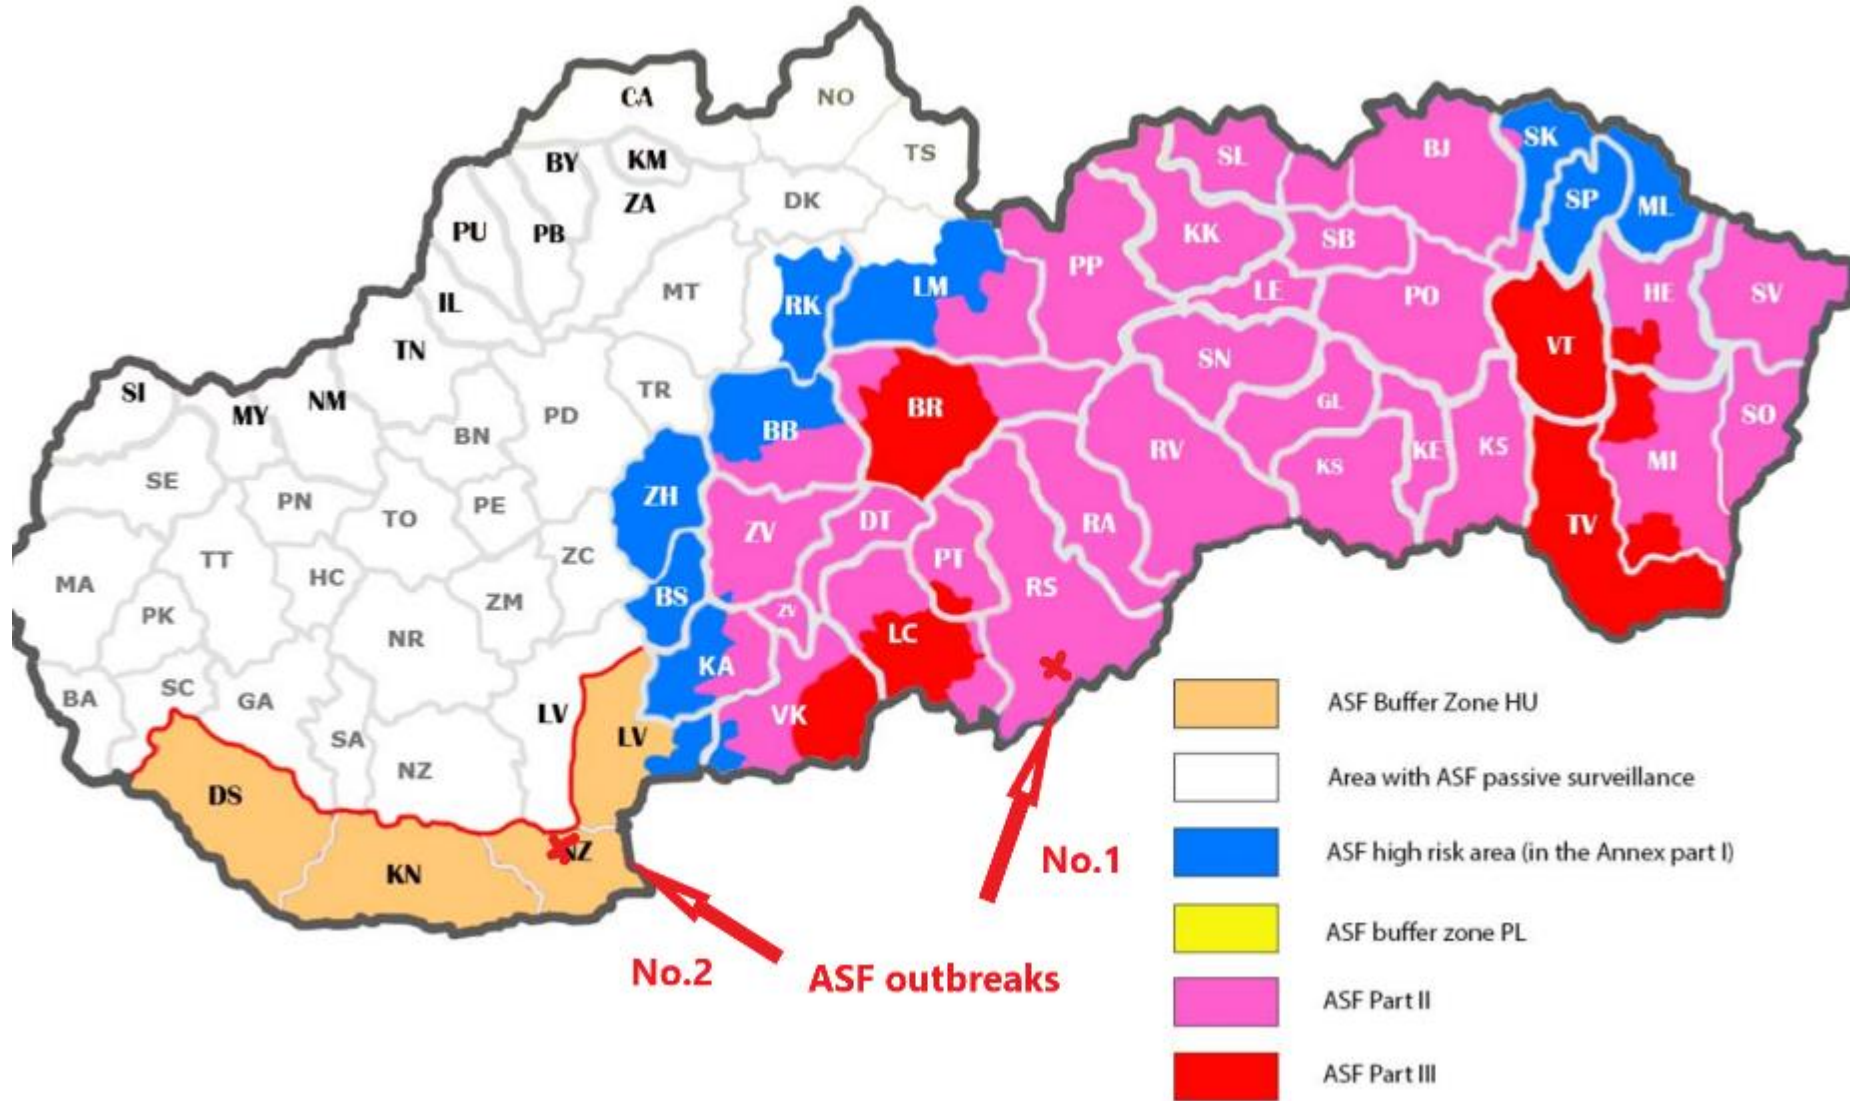 CA
NO
BY
KM
TS
SL
BJ
SK
ZA
DK
SP
ML
PU
PB
KK
SB
PP
IL
MT
RK
LM
LE
PO
HE
SV
TN
SN
VT
SI
MY
NM
TR
BR
GL
BN
PD
BB
SO
RV
KS
KE
KS
MI
SE
PN
TO
PE
ZH
ZV
DT
RA
TV
TT
ZC
PT
MA
HC
BS
RS
PK
ZM
ZV
NR
LC
KA
BA
SC
GA
LV
VK
SA
LV
NZ
DS
NZ
KN
No.1
No.2
ASF outbreaks
ASF Buffer Zone HU
Area with ASF passive surveillance
ASF high risk area (in the Annex part I)
ASF buffer zone PL
ASF Part II
ASF Part III